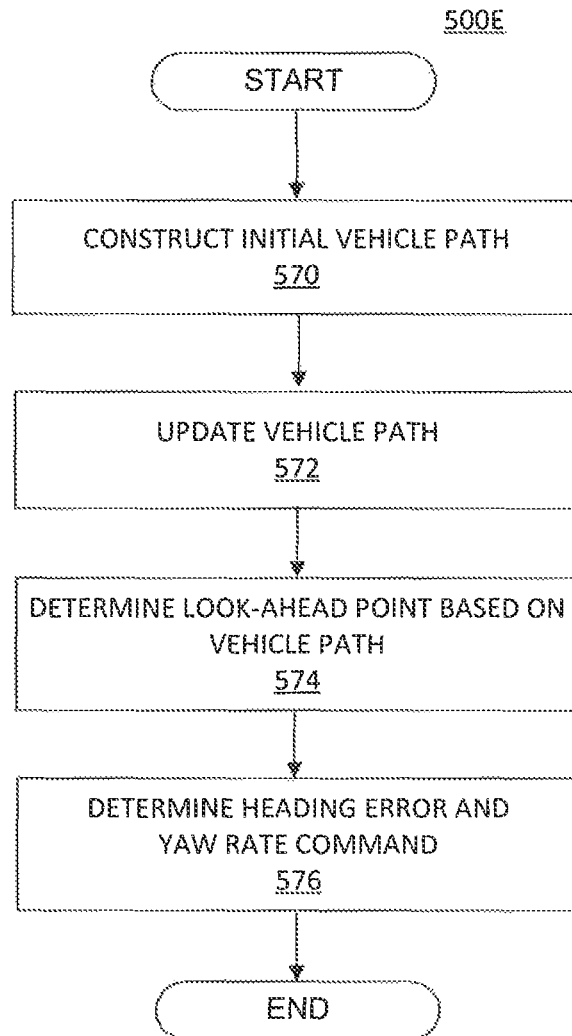 500E
START
CONSTRUCT INITIAL VEHICLE PATH
570
UPDATE VEHICLE PATH
572
DETERMINE LOOK-AHEAD POINT BASED ON
VEHICLE PATH
574
DETERMINE HEADING ERROR AND
YAW RATE COMMAND
576
END